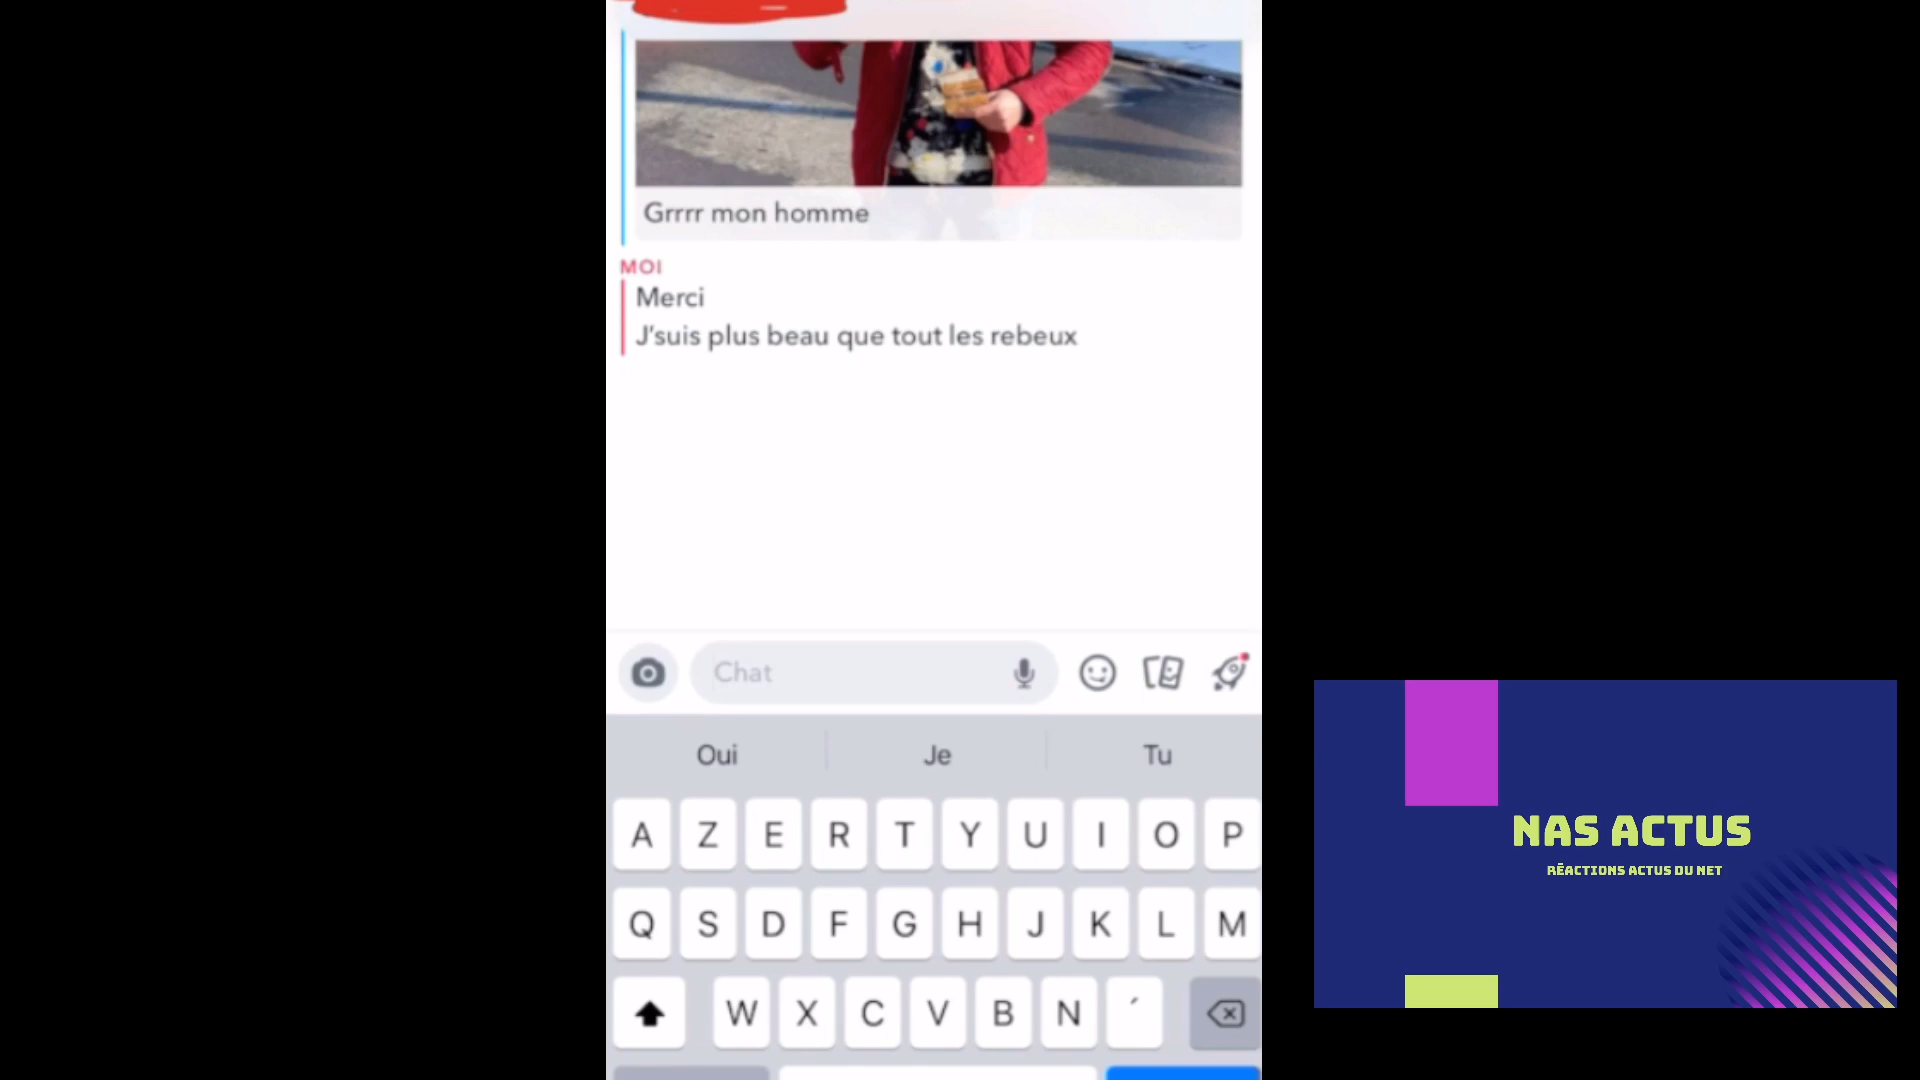 Grrrr mon homme
MOI
Merci
J'suis plus beau que tout les rebeux
Chat
Oui Je Tu
A Z E R T Y U I O P
Q S D F G H J K L M
W X C V B N ´
NAS ACTUS
RÉACTIONS ACTUS DU NET